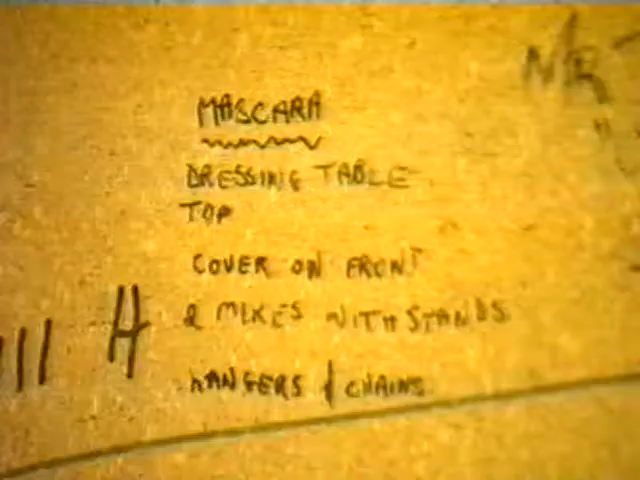 MASCARA
DRESSING TABLE
TOP
COVER ON FRONT
2 MIKES WITH STANDS
HANGERS & CHAINS
H